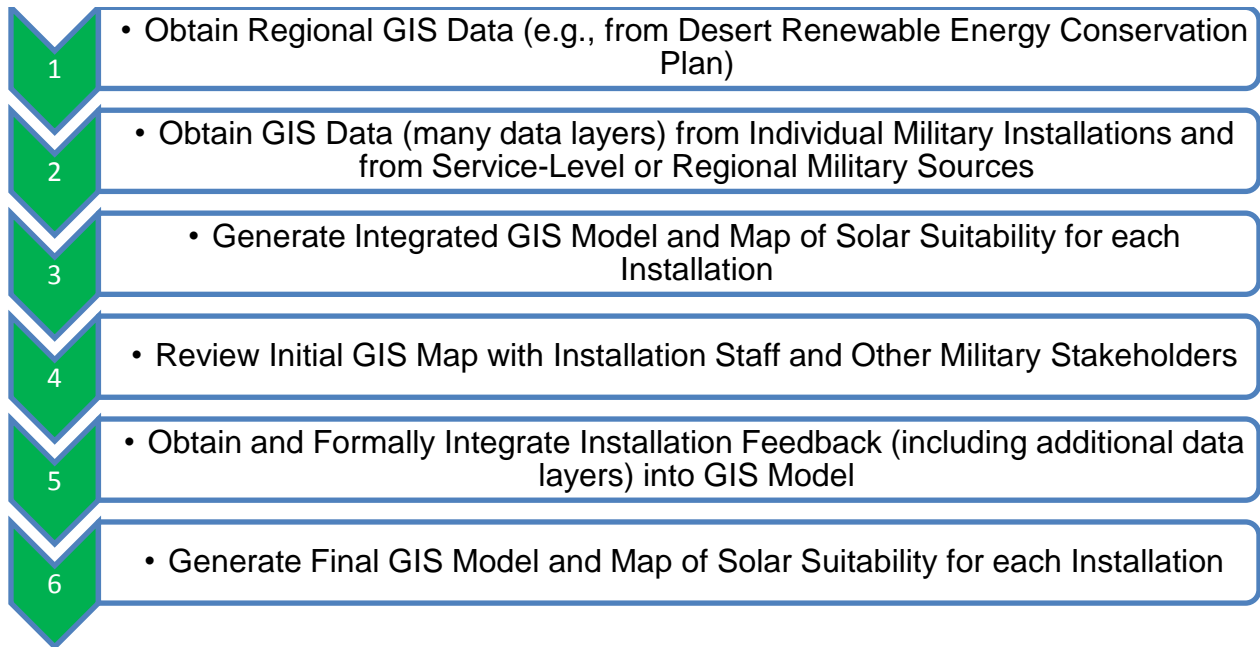 • Obtain Regional GIS Data (e.g., from Desert Renewable Energy Conservation
Plan)
1
• Obtain GIS Data (many data layers) from Individual Military Installations and
from Service-Level or Regional Military Sources
2
• Generate Integrated GIS Model and Map of Solar Suitability for each
Installation
3
• Review Initial GIS Map with Installation Staff and Other Military Stakeholders
4
• Obtain and Formally Integrate Installation Feedback (including additional data
layers) into GIS Model
5
• Generate Final GIS Model and Map of Solar Suitability for each Installation
6